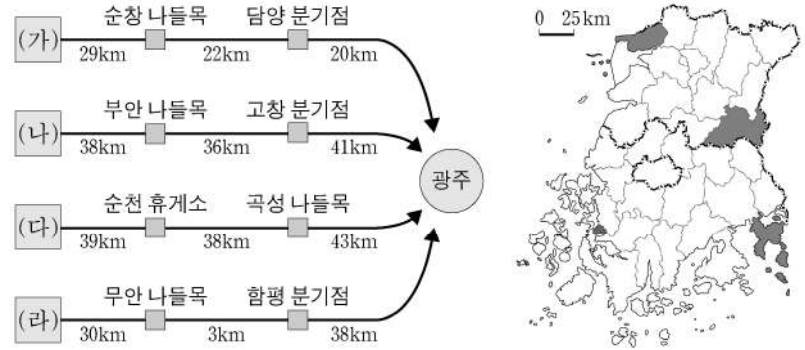 순창 나들목 담양 분기점
(가) 29km 22km 20km
부안 나들목 고창 분기점
(나) 38km 36km 41km
광주
순천 휴게소 곡성 나들목
(다) 39km 38km 43km
무안 나들목 함평 분기점
(라) 30km 3km 38km
0 25km